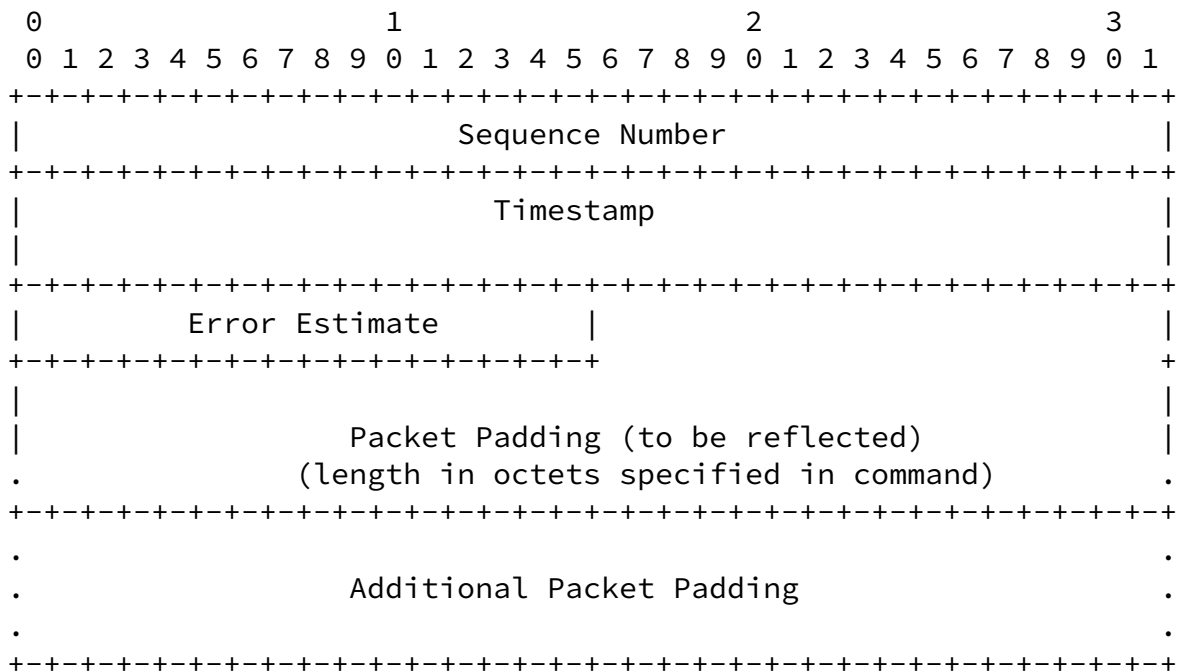 0                   1                   2                   3
 0 1 2 3 4 5 6 7 8 9 0 1 2 3 4 5 6 7 8 9 0 1 2 3 4 5 6 7 8 9 0 1
+-+-+-+-+-+-+-+-+-+-+-+-+-+-+-+-+-+-+-+-+-+-+-+-+-+-+-+-+-+-+-+-+
|                        Sequence Number                        |
+-+-+-+-+-+-+-+-+-+-+-+-+-+-+-+-+-+-+-+-+-+-+-+-+-+-+-+-+-+-+-+-+
|                          Timestamp                            |
|                                                               |
+-+-+-+-+-+-+-+-+-+-+-+-+-+-+-+-+-+-+-+-+-+-+-+-+-+-+-+-+-+-+-+-+
|         Error Estimate        |                               |
+-+-+-+-+-+-+-+-+-+-+-+-+-+-+-+-+                               +
|                                                               |
|                  Packet Padding (to be reflected)             |
.               (length in octets specified in command)         .
+-+-+-+-+-+-+-+-+-+-+-+-+-+-+-+-+-+-+-+-+-+-+-+-+-+-+-+-+-+-+-+-+
.                                                               .
.                  Additional Packet Padding                    .
.                                                               .
+-+-+-+-+-+-+-+-+-+-+-+-+-+-+-+-+-+-+-+-+-+-+-+-+-+-+-+-+-+-+-+-+